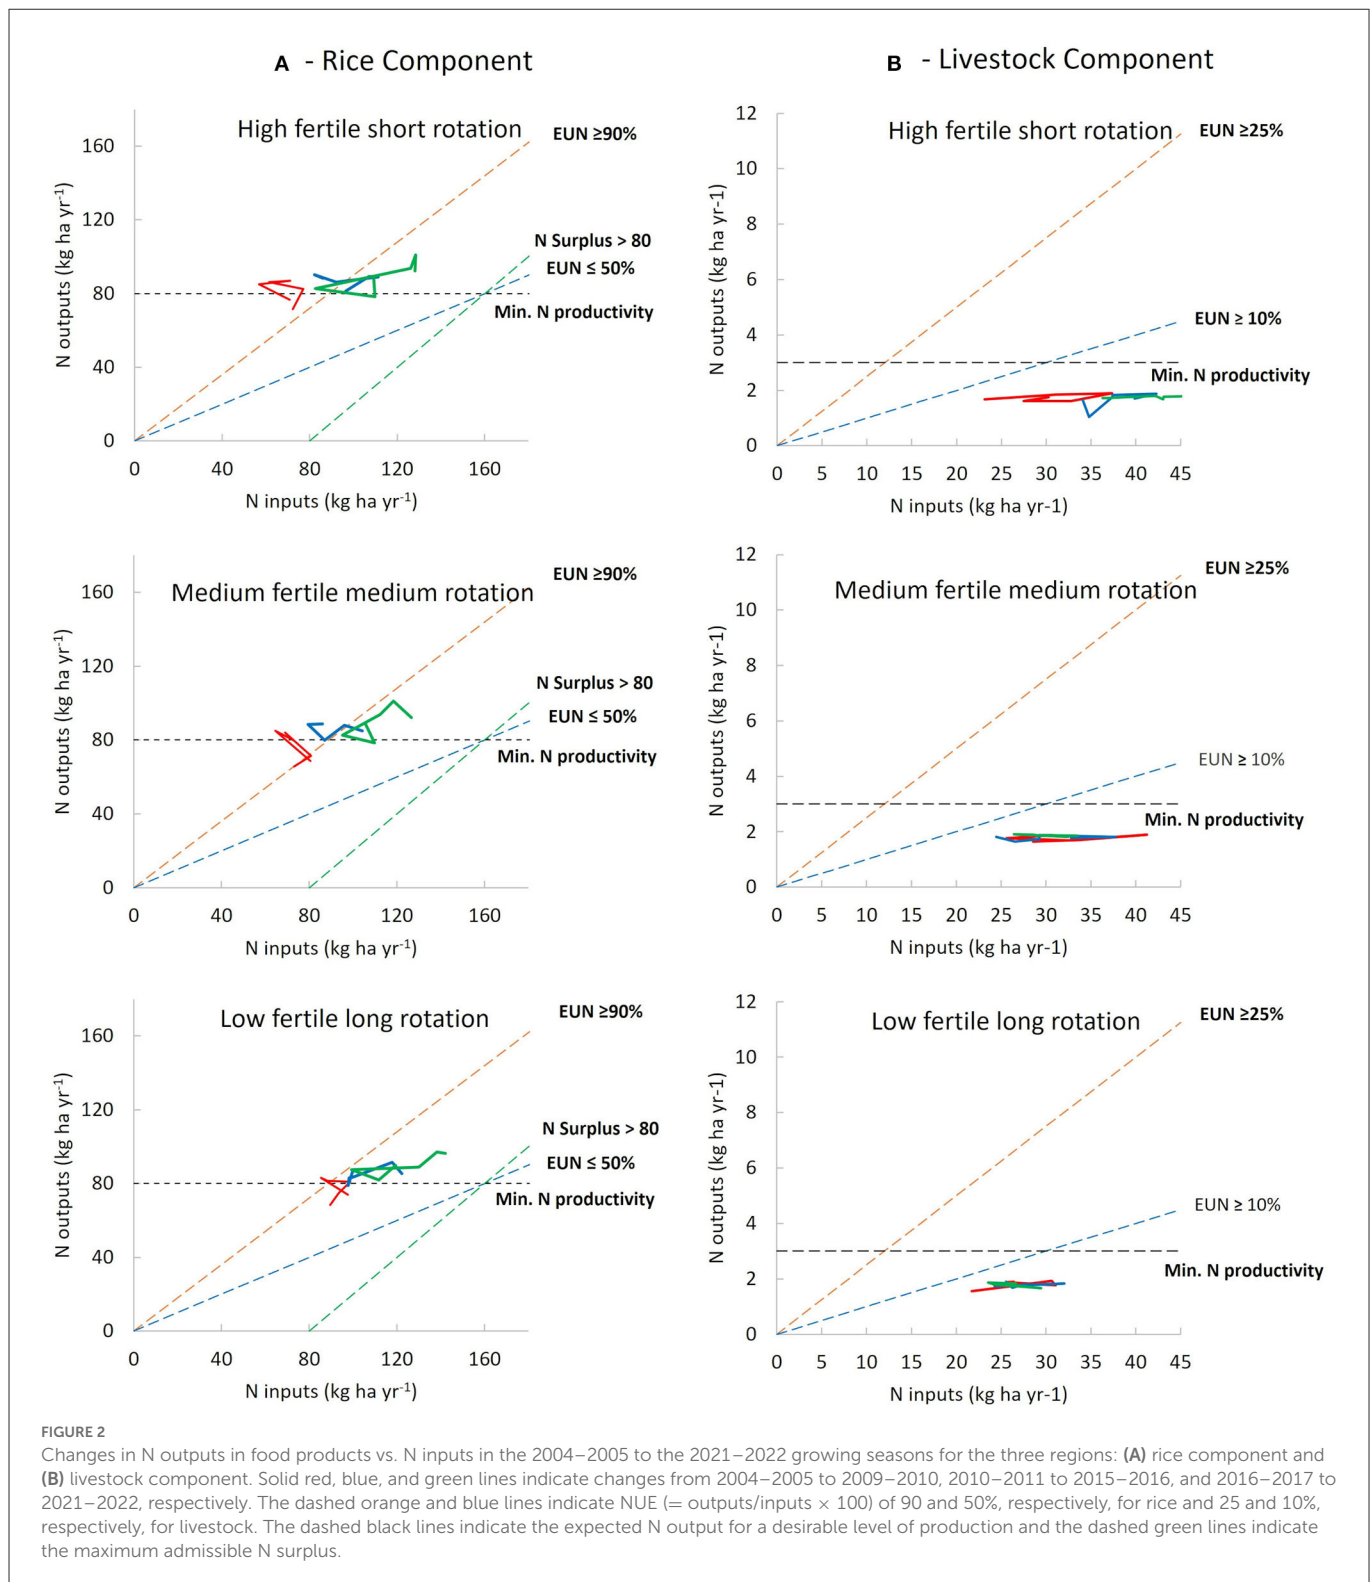 A - Rice Component
High fertile short rotation
EUN ≥90%
N Surplus > 80
EUN ≤ 50%
Min. N productivity
N outputs (kg ha yr-1)
160
120
80
40
0
0 40 80 120 160
N inputs (kg ha yr-1)
Medium fertile medium rotation
EUN ≥90%
N Surplus > 80
EUN ≤ 50%
Min. N productivity
N outputs (kg ha yr-1)
160
120
80
40
0
0 40 80 120 160
N inputs (kg ha yr-1)
Low fertile long rotation
EUN ≥90%
N Surplus > 80
EUN ≤ 50%
Min. N productivity
N outputs (kg ha yr-1)
160
120
80
40
0
0 40 80 120 160
N inputs (kg ha yr-1)
B - Livestock Component
High fertile short rotation
EUN ≥25%
EUN ≥ 10%
Min. N productivity
N outputs (kg ha yr-1)
12
10
8
6
4
2
0
0 5 10 15 20 25 30 35 40 45
N inputs (kg ha yr-1)
Medium fertile medium rotation
EUN ≥25%
EUN ≥ 10%
Min. N productivity
N outputs (kg ha yr-1)
12
10
8
6
4
2
0
0 5 10 15 20 25 30 35 40 45
N inputs (kg ha yr-1)
Low fertile long rotation
EUN ≥25%
EUN ≥ 10%
Min. N productivity
N outputs (kg ha yr-1)
12
10
8
6
4
2
0
0 5 10 15 20 25 30 35 40 45
N inputs (kg ha yr-1)
FIGURE 2
Changes in N outputs in food products vs. N inputs in the 2004–2005 to the 2021–2022 growing seasons for the three regions: (A) rice component and
(B) livestock component. Solid red, blue, and green lines indicate changes from 2004–2005 to 2009–2010, 2010–2011 to 2015–2016, and 2016–2017 to
2021–2022, respectively. The dashed orange and blue lines indicate NUE (= outputs/inputs × 100) of 90 and 50%, respectively, for rice and 25 and 10%,
respectively, for livestock. The dashed black lines indicate the expected N output for a desirable level of production and the dashed green lines indicate
the maximum admissible N surplus.